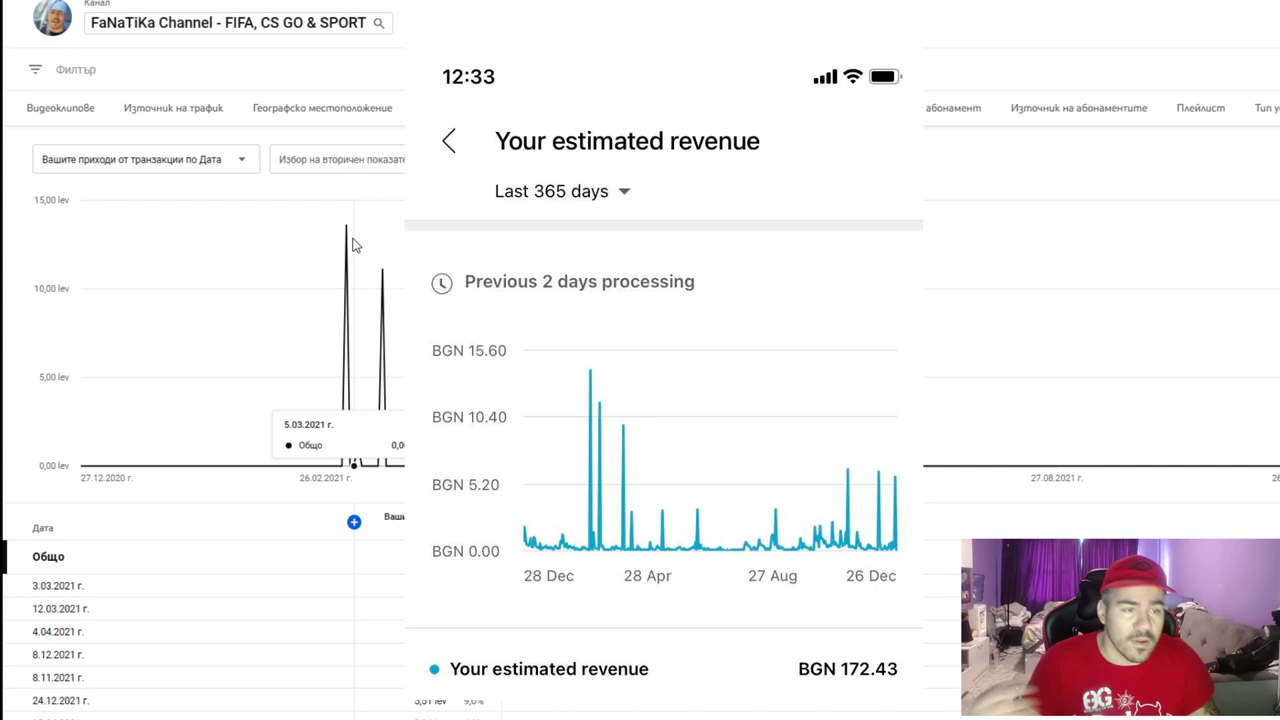 Канал
FaNaTiKa Channel - FIFA, CS GO & SPORT
Филтър
Видеоклипове
Източник на трафик
Географско местоположение
абонамент
Източник на абонаментите
Плейлист
Вашите приходи от транзакции по Дата
Избор на вторичен показате
15,00 lev
10,00 lev
5,00 lev
0,00 lev
27.12.2020 г.
26.02.2021 г.
27.08.2021 г.
5.03.2021 г.
Общо
0,0
Дата
Ваши
Общо
3.03.2021 г.
12.03.2021 г.
4.04.2021 г.
8.12.2021 г.
8.11.2021 г.
24.12.2021 г.
12:33
Your estimated revenue
Last 365 days
Previous 2 days processing
BGN 15.60
BGN 10.40
BGN 5.20
BGN 0.00
28 Dec
28 Apr
27 Aug
26 Dec
Your estimated revenue
BGN 172.43